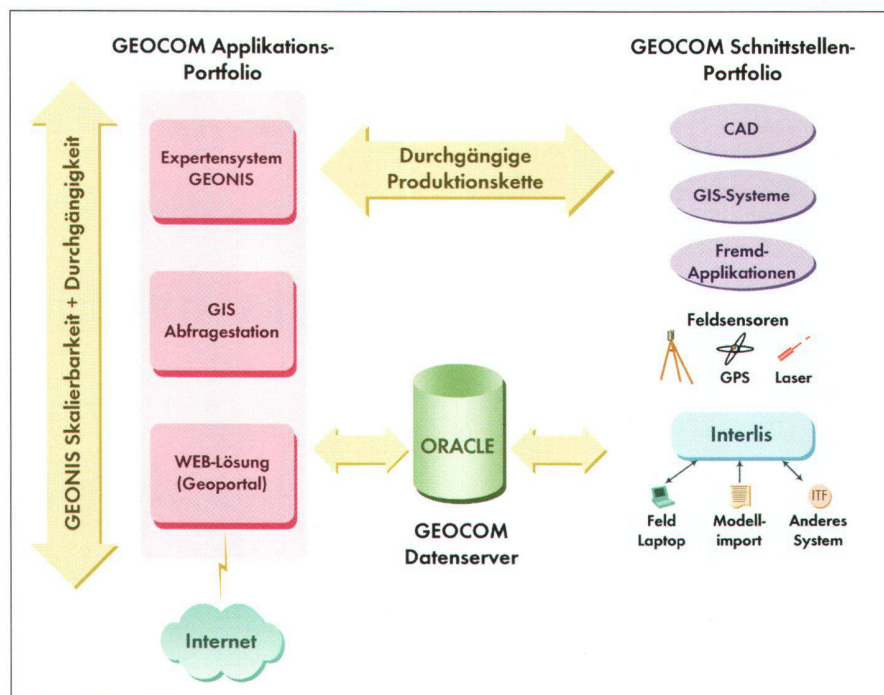 GEOCOM Applikations-
Portfolio
GEOCOM Schnittstellen-
Portfolio
GEONIS Skalierbarkeit + Durchgängigkeit
Expertensystem
GEONIS
Durchgängige
Produktionskette
CAD
GIS-Systeme
Fremd-
Applikationen
GIS
Abfragestation
Feldsensoren
GPS
Laser
WEB-Lösung
(Geoportal)
ORACLE
GEOCOM
Datenserver
Interlis
ITF
Feld
Laptop
Modell-
import
Anderes
System
Internet